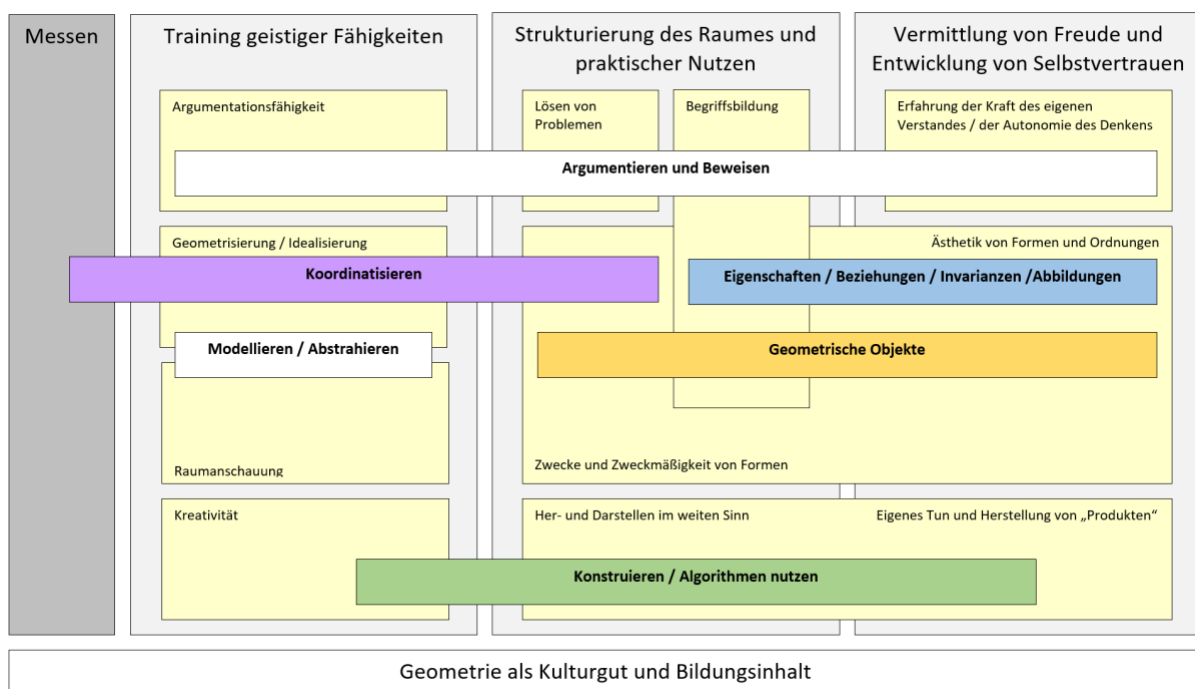 Messen
Training geistiger Fähigkeiten
Strukturierung des Raumes und
praktischer Nutzen
Vermittlung von Freude und
Entwicklung von Selbstvertrauen
Argumentationsfähigkeit
Lösen von
Problemen
Begriffsbildung
Erfahrung der Kraft des eigenen
Verstandes / der Autonomie des Denkens
Argumentieren und Beweisen
Geometrisierung / Idealisierung
Ästhetik von Formen und Ordnungen
Koordinatisieren
Eigenschaften / Beziehungen / Invarianzen /Abbildungen
Modellieren / Abstrahieren
Geometrische Objekte
Raumanschauung
Zwecke und Zweckmäßigkeit von Formen
Kreativität
Her- und Darstellen im weiten Sinn
Eigenes Tun und Herstellung von „Produkten“
Konstruieren / Algorithmen nutzen
Geometrie als Kulturgut und Bildungsinhalt